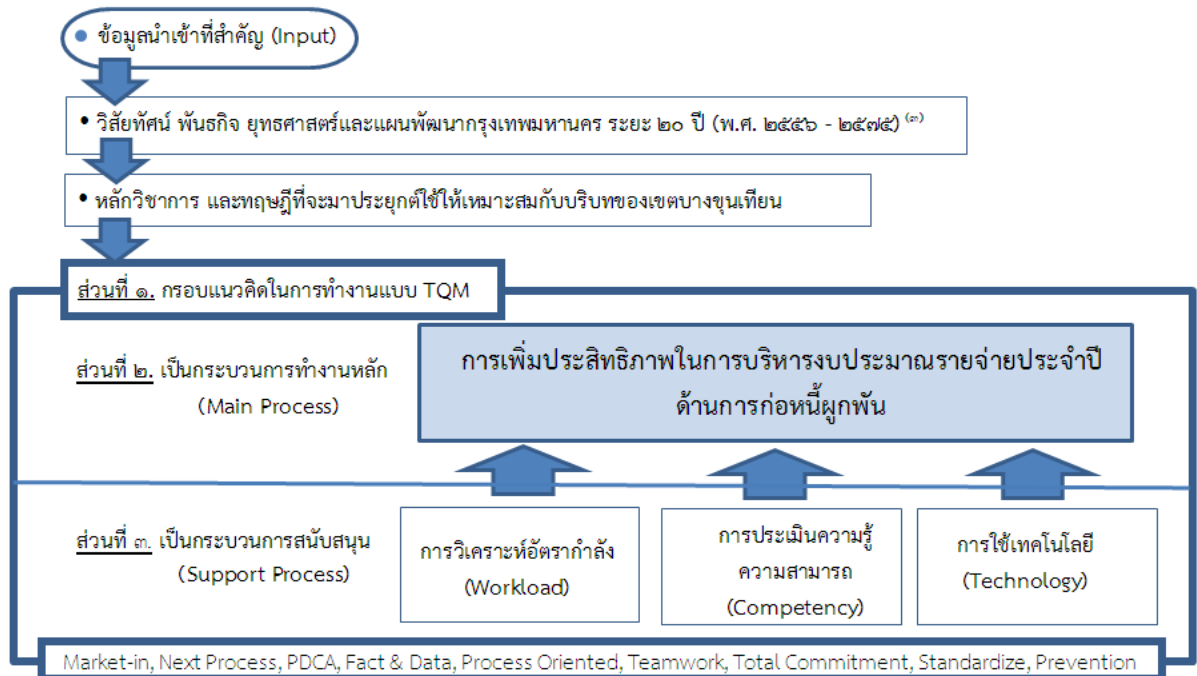 • ข้อมูลนำเข้าที่สำคัญ (Input)
• วิสัยทัศน์ พันธกิจ ยุทธศาสตร์และแผนพัฒนากรุงเทพมหานคร ระยะ ๒๐ ปี (พ.ศ. ๒๕๕๖ - ๒๕๗๕) (๓)
• หลักวิชาการ และทฤษฎีที่จะมาประยุกต์ใช้ให้เหมาะสมกับบริบทของเขตบางขุนเทียน
ส่วนที่ ๑. กรอบแนวคิดในการทำงานแบบ TQM
ส่วนที่ ๒. เป็นกระบวนการทำงานหลัก
(Main Process)
การเพิ่มประสิทธิภาพในการบริหารงบประมาณรายจ่ายประจำปี
ด้านการก่อหนี้ผูกพัน
ส่วนที่ ๓. เป็นกระบวนการสนับสนุน
(Support Process)
การวิเคราะห์อัตรากำลัง
(Workload)
การประเมินความรู้
ความสามารถ
(Competency)
การใช้เทคโนโลยี
(Technology)
Market-in, Next Process, PDCA, Fact & Data, Process Oriented, Teamwork, Total Commitment, Standardize, Prevention